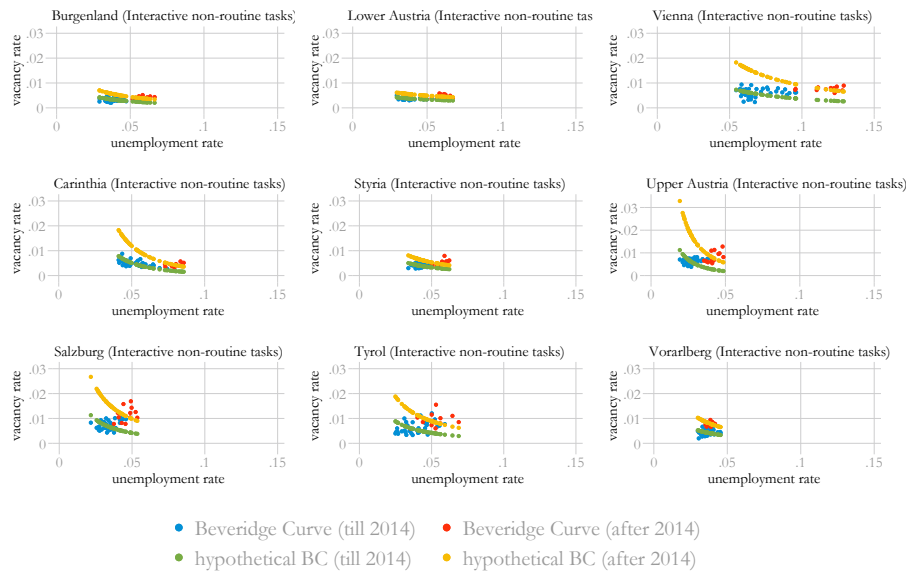 Burgenland (Interactive non-routine tasks)
Lower Austria (Interactive non-routine tas
Vienna (Interactive non-routine tasks)
vacancy rate
.03
.02
.01
0
0
.05
.1
.15
unemployment rate
vacancy rate
.03
.02
.01
0
0
.05
.1
.15
unemployment rate
vacancy rate
.03
.02
.01
0
0
.05
.1
.15
unemployment rate
Carinthia (Interactive non-routine tasks)
Styria (Interactive non-routine tasks)
Upper Austria (Interactive non-routine tasks)
vacancy rate
.03
.02
.01
0
0
.05
.1
.15
unemployment rate
vacancy rate
.03
.02
.01
0
0
.05
.1
.15
unemployment rate
vacancy rate
.03
.02
.01
0
0
.05
.1
.15
unemployment rate
Salzburg (Interactive non-routine tasks)
Tyrol (Interactive non-routine tasks)
Vorarlberg (Interactive non-routine tasks)
vacancy rate
.03
.02
.01
0
0
.05
.1
.15
unemployment rate
vacancy rate
.03
.02
.01
0
0
.05
.1
.15
unemployment rate
vacancy rate
.03
.02
.01
0
0
.05
.1
.15
unemployment rate
Beveridge Curve (till 2014)
Beveridge Curve (after 2014)
hypothetical BC (till 2014)
hypothetical BC (after 2014)